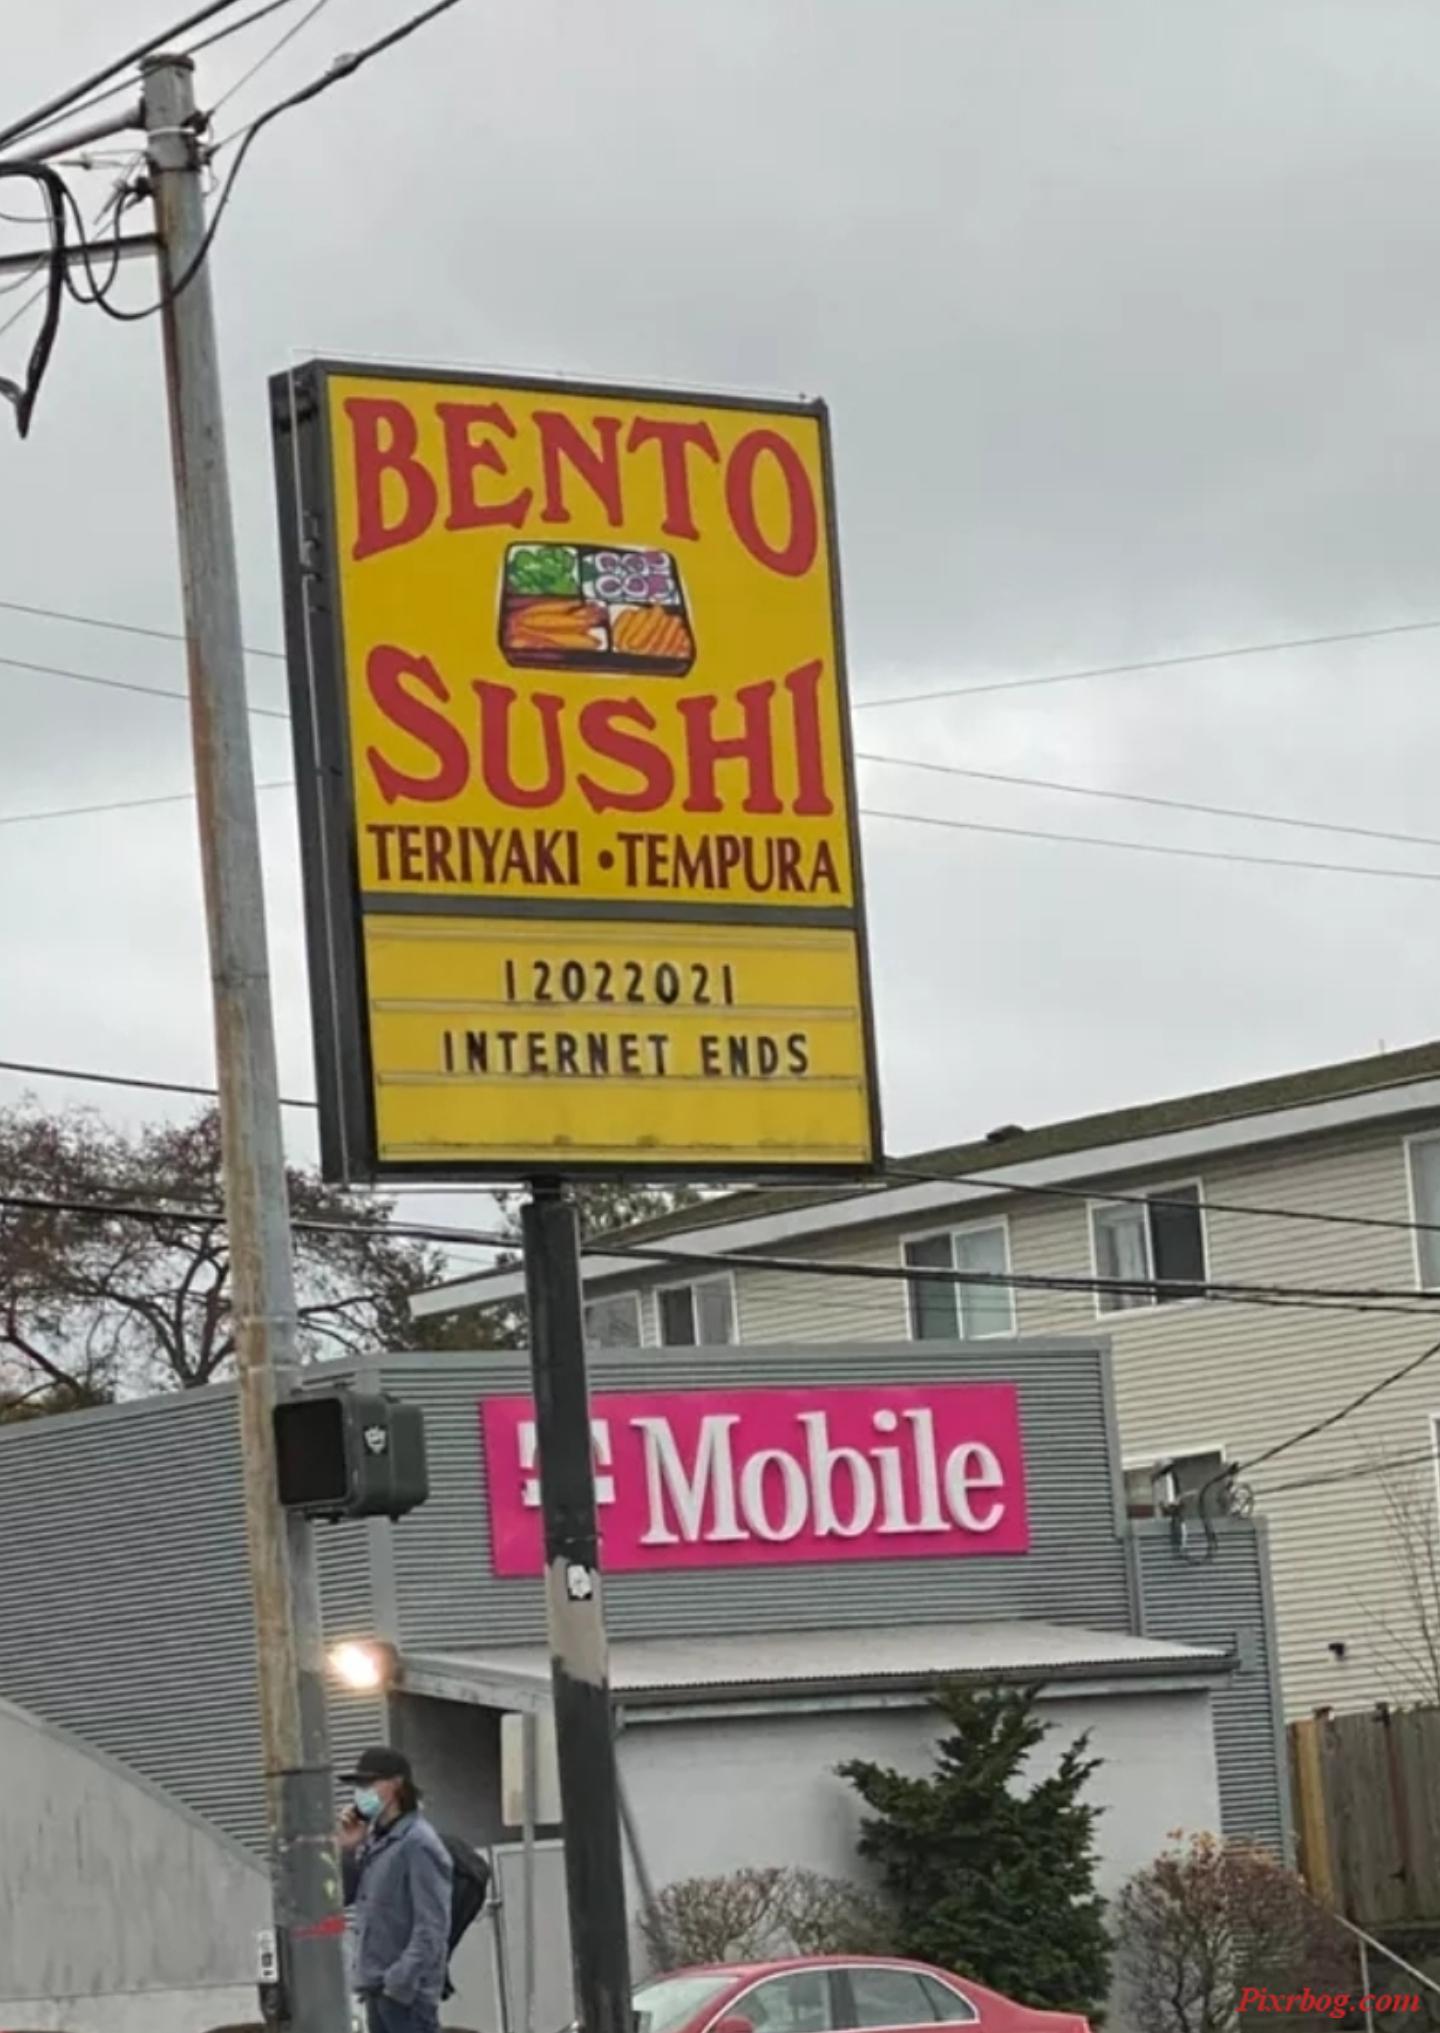 BENTO
SUSHI
TERIYAKI • TEMPURA
12022021
INTERNET ENDS
T Mobile
Pixrbog.com